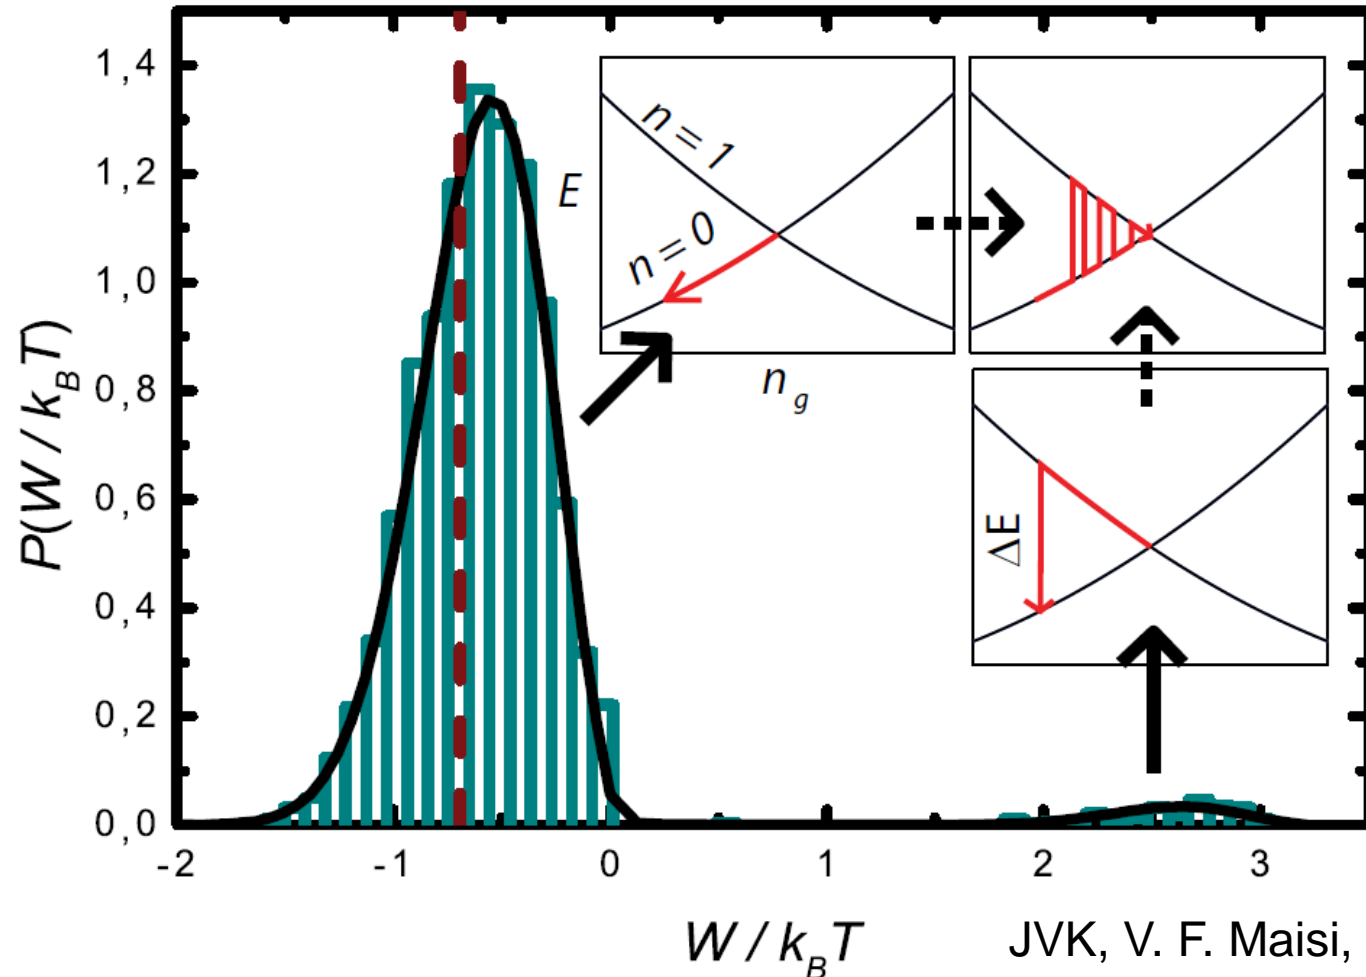 1,4
1,2
1,0
0,8
0,6
0,4
0,2
0,0
P(W / k_B T)
-2 -1 0 1 2 3
W / k_B T
E
n = 1
n = 0
n_g
ΔE
JVK, V. F. Maisi,